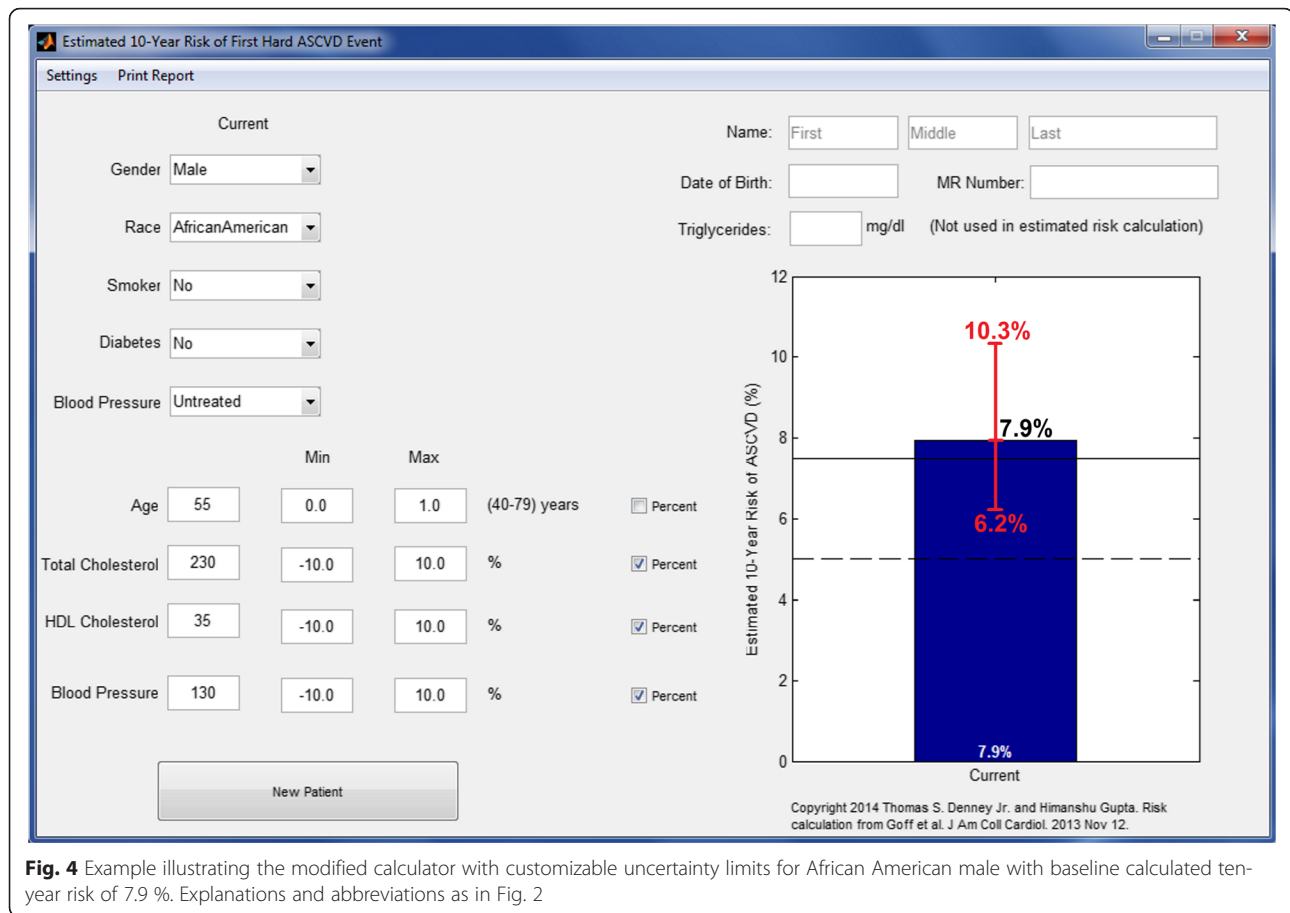 Estimated 10-Year Risk of First Hard ASCVD Event
Settings Print Report
Current
Gender Male
Race AfricanAmerican
Smoker No
Diabetes No
Blood Pressure Untreated
Min Max
Age 55 0.0 1.0 (40-79) years Percent
Total Cholesterol 230 -10.0 10.0 % Percent
HDL Cholesterol 35 -10.0 10.0 % Percent
Blood Pressure 130 -10.0 10.0 % Percent
New Patient
Name: First Middle Last
Date of Birth: MR Number:
Triglycerides: mg/dl (Not used in estimated risk calculation)
Estimated 10-Year Risk of ASCVD (%)
12
10
8
6
4
2
0
10.3%
7.9%
6.2%
7.9%
Current
Copyright 2014 Thomas S. Denney Jr. and Himanshu Gupta. Risk
calculation from Goff et al. J Am Coll Cardiol. 2013 Nov 12.
Fig. 4 Example illustrating the modified calculator with customizable uncertainty limits for African American male with baseline calculated ten-
year risk of 7.9 %. Explanations and abbreviations as in Fig. 2